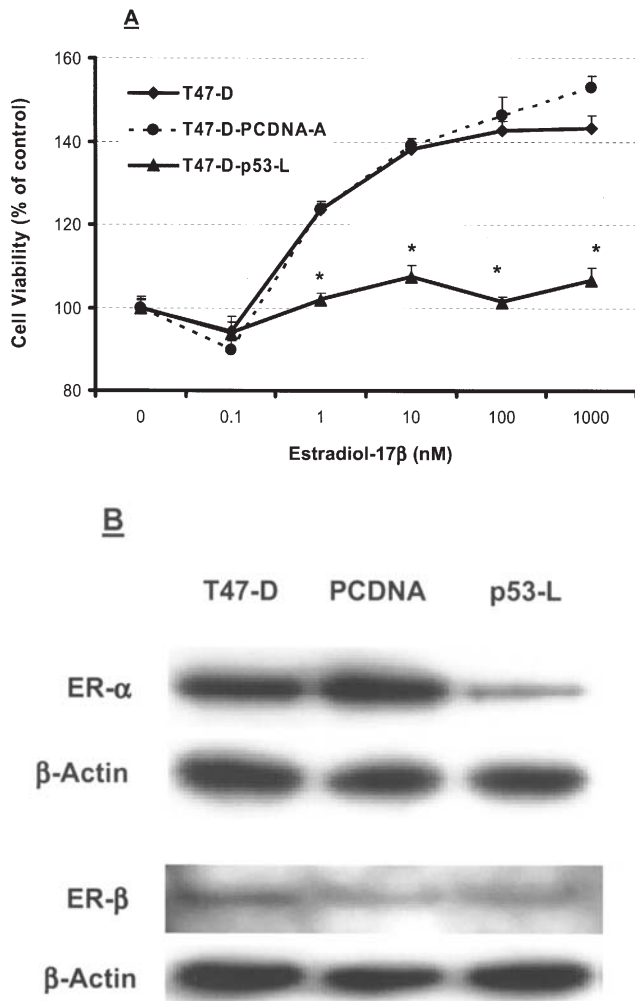 A
160
140
120
100
80
Cell Viability (% of control)
T47-D
T47-D-PCDNA-A
T47-D-p53-L
* * * *
0 0.1 1 10 100 1000
Estradiol-17β (nM)
B
T47-D PCDNA p53-L
ER-α
β-Actin
ER-β
β-Actin